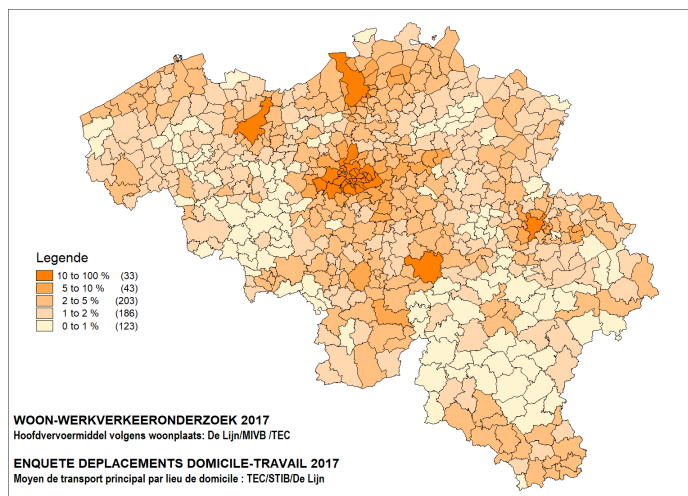 Legende
10 to 100 % (33)
5 to 10 % (43)
2 to 5 % (203)
1 to 2 % (186)
0 to 1 % (123)
WOON-WERKVERKEERONDERZOEK 2017
Hoofdvervoermiddel volgens woonplaats: De Lijn/MIVB /TEC
ENQUETE DEPLACEMENTS DOMICILE-TRAVAIL 2017
Moyen de transport principal par lieu de domicile : TEC/STIB/De Lijn